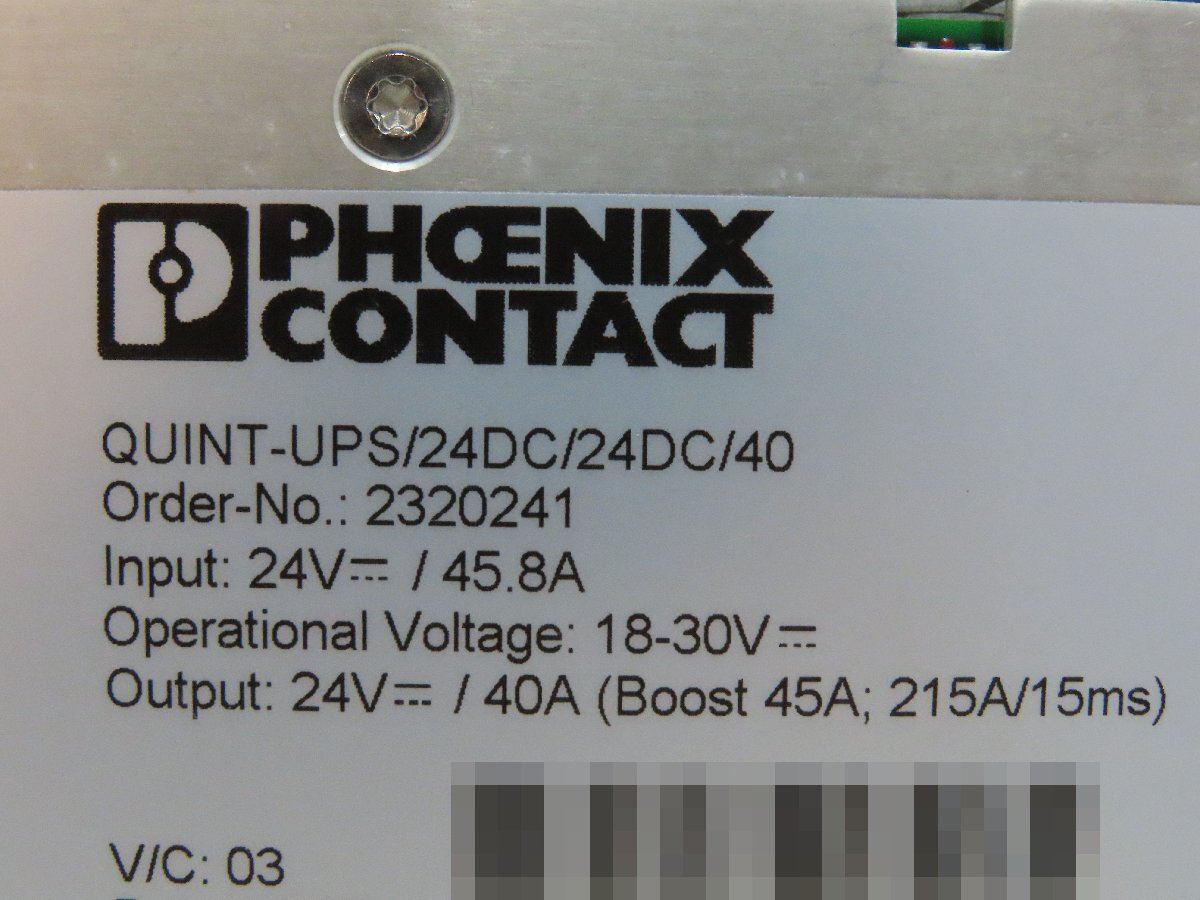 PHŒNIX
CONTACT
QUINT-UPS/24DC/24DC/40
Order-No.: 2320241
Input: 24V⎓ / 45.8A
Operational Voltage: 18-30V⎓
Output: 24V⎓ / 40A (Boost 45A; 215A/15ms)
V/C: 03